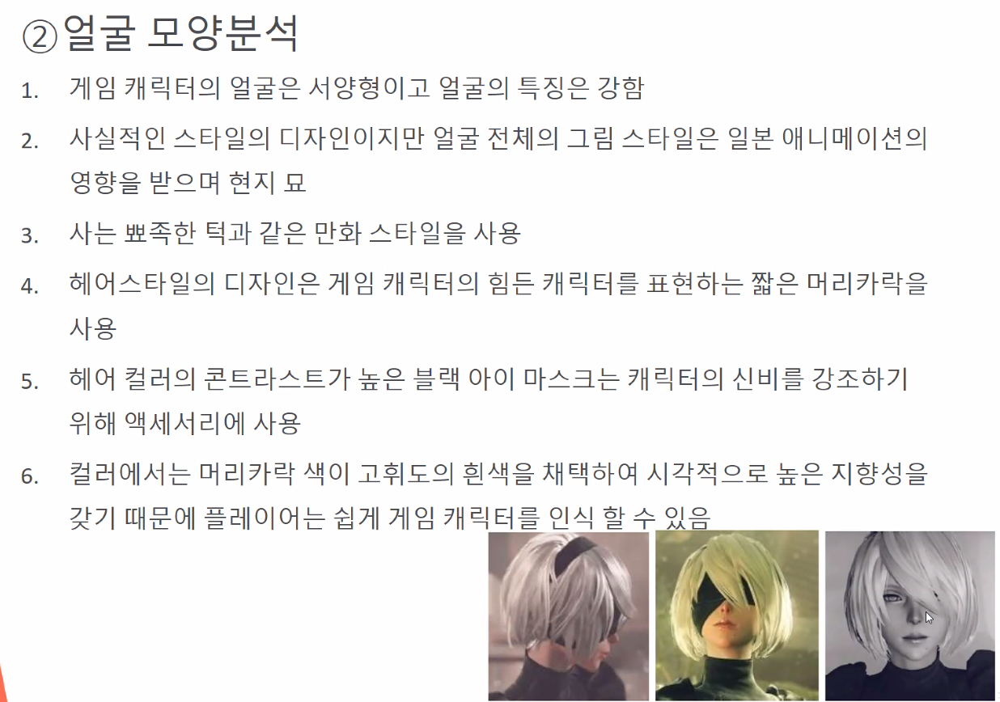 ②얼굴 모양분석
1. 게임 캐릭터의 얼굴은 서양형이고 얼굴의 특징은 강함
2. 사실적인 스타일의 디자인이지만 얼굴 전체의 그림 스타일은 일본 애니메이션의
영향을 받으며 현지 묘
3. 사는 뾰족한 턱과 같은 만화 스타일을 사용
4. 헤어스타일의 디자인은 게임 캐릭터의 힘든 캐릭터를 표현하는 짧은 머리카락을
사용
5. 헤어 컬러의 콘트라스트가 높은 블랙 아이 마스크는 캐릭터의 신비를 강조하기
위해 액세서리에 사용
6. 컬러에서는 머리카락 색이 고휘도의 흰색을 채택하여 시각적으로 높은 지향성을
갖기 때문에 플레이어는 쉽게 게임 캐릭터를 인식 할 수 있음